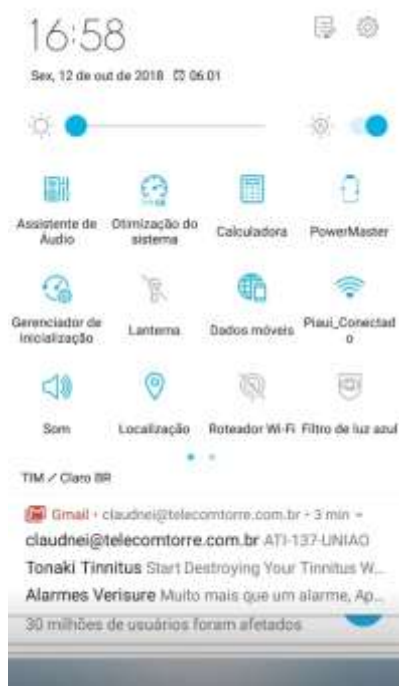 16:58
Sex, 12 de out de 2018 06:01
Assistente de Áudio
Otimização do sistema
Calculadora
PowerMaster
Gerenciador de Inicialização
Lanterna
Dados móveis
Piaui_Conectado
Som
Localização
Roteador Wi-Fi
Filtro de luz azul
TIM / Claro BR
Gmail • claudnei@telecomtorre.com.br • 3 min
claudnei@telecomtorre.com.br ATI-137-UNIAO
Tonaki Tinnitus Start Destroying Your Tinnitus W...
Alarmes Verisure Muito mais que um alarme, Ap...
30 milhões de usuários foram afetados